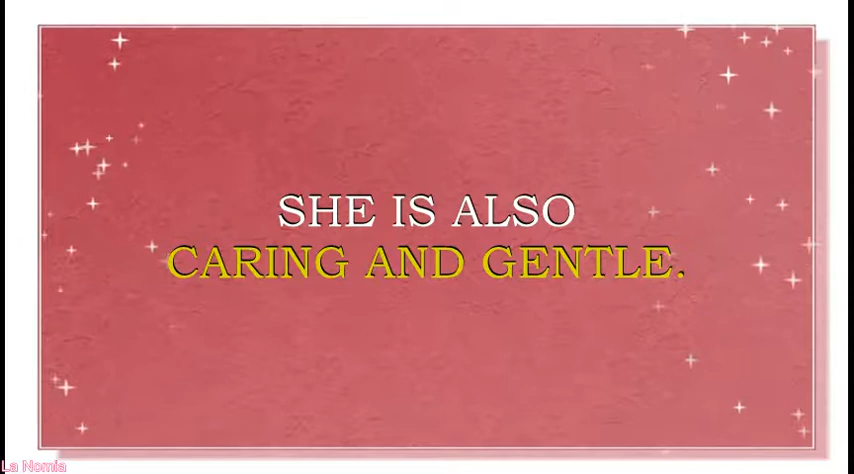 SHE IS ALSO
CARING AND GENTLE.
La Nomia